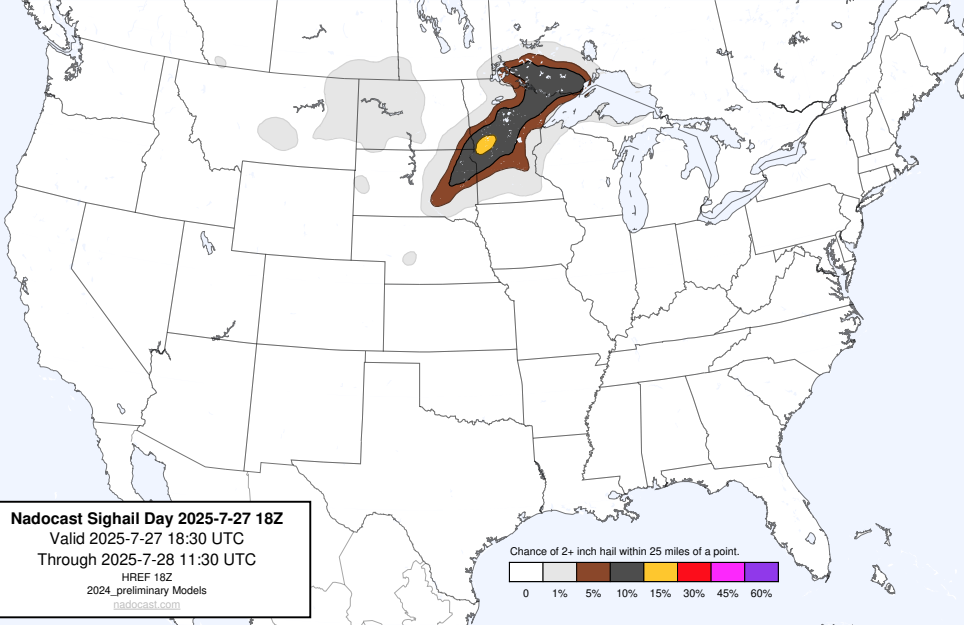 Nadocast Sighail Day 2025-7-27 18Z
Valid 2025-7-27 18:30 UTC
Through 2025-7-28 11:30 UTC
HREF 18Z
2024_preliminary Models
nadocast.com
Chance of 2+ inch hail within 25 miles of a point.
0 1% 5% 10% 15% 30% 45% 60%